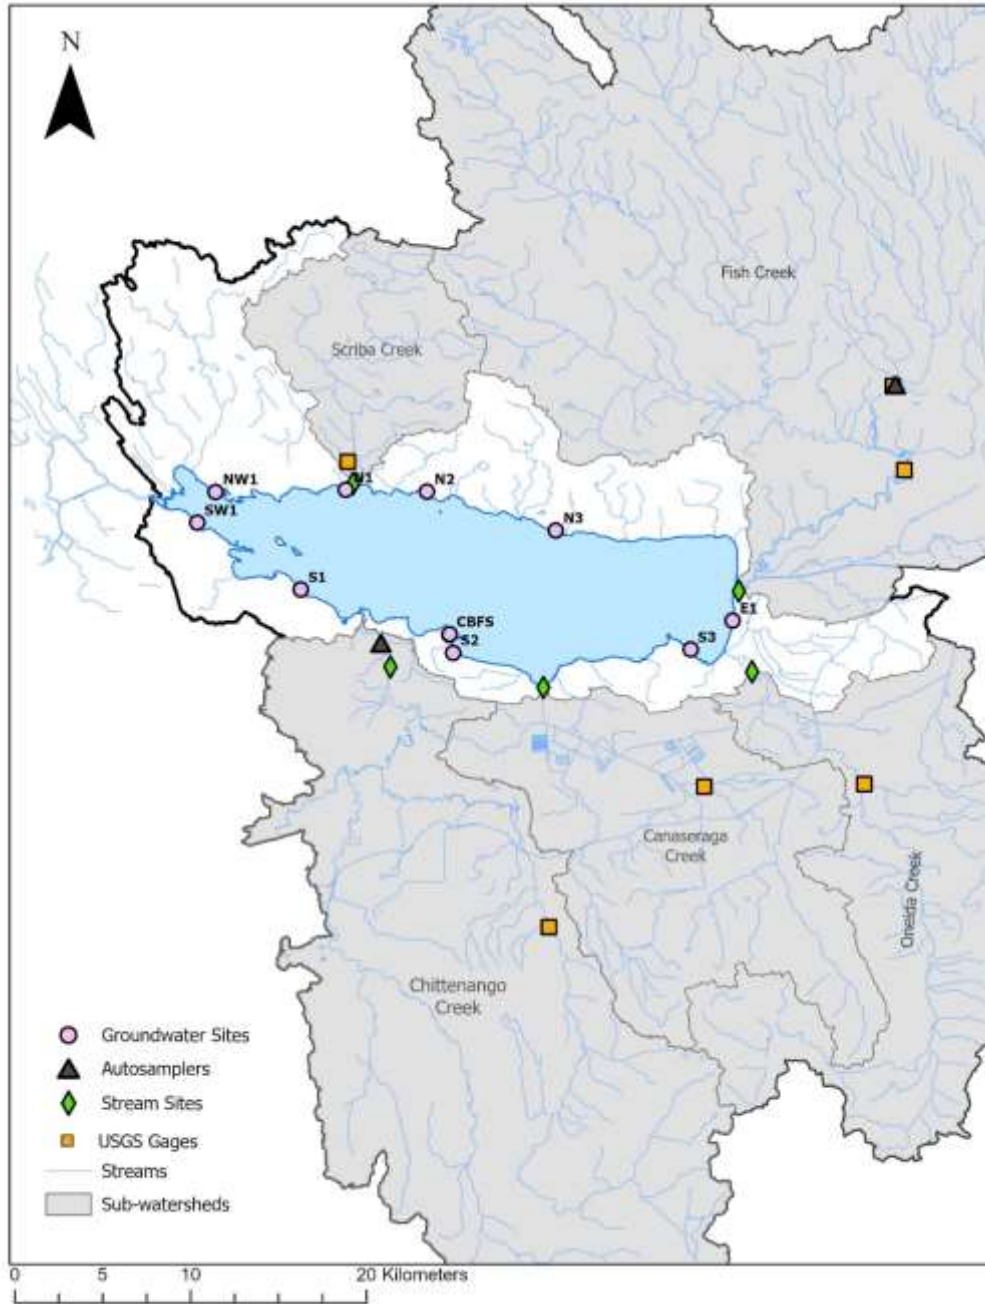 N
Fish Creek
Scriba Creek
NW1
N1
N2
SW1
N3
S1
E1
CBFS
S2
S3
Canaseraga
Creek
Oneida Creek
Chittenango
Creek
Groundwater Sites
Autosamplers
Stream Sites
USGS Gages
Streams
Sub-watersheds
0 5 10 20 Kilometers